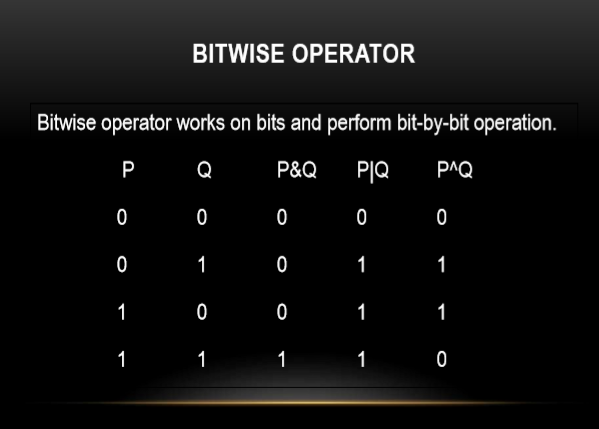 BITWISE OPERATOR
Bitwise operator works on bits and perform bit-by-bit operation.
P Q P&Q P|Q P^Q
0 0 0 0 0
0 1 0 1 1
1 0 0 1 1
1 1 1 1 0